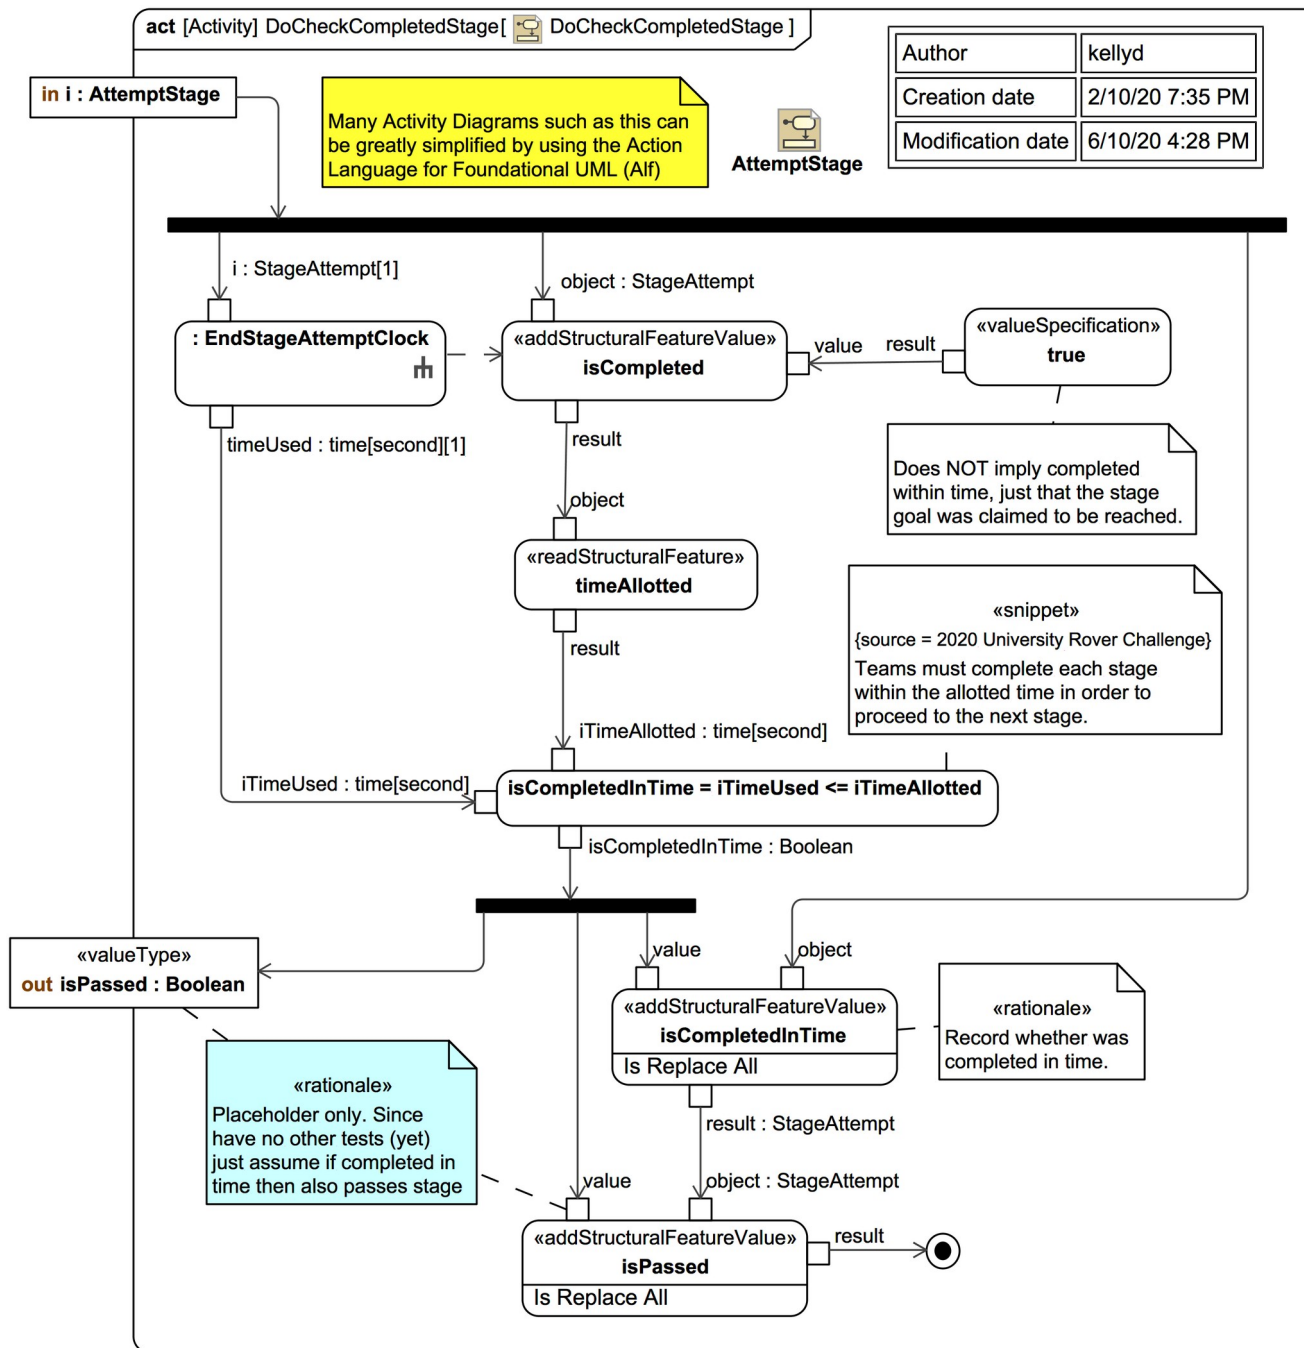 act [Activity] DoCheckCompletedStage[ DoCheckCompletedStage ]
Author kellyd
Creation date 2/10/20 7:35 PM
Modification date 6/10/20 4:28 PM
in i : AttemptStage
Many Activity Diagrams such as this can
be greatly simplified by using the Action
Language for Foundational UML (Alf)
AttemptStage
i : StageAttempt[1]
object : StageAttempt
: EndStageAttemptClock
«addStructuralFeatureValue»
isCompleted
value
result
«valueSpecification»
true
timeUsed : time[second][1]
result
Does NOT imply completed
within time, just that the stage
goal was claimed to be reached.
object
«readStructuralFeature»
timeAllotted
result
«snippet»
{source = 2020 University Rover Challenge}
Teams must complete each stage
within the allotted time in order to
proceed to the next stage.
iTimeAllotted : time[second]
iTimeUsed : time[second]
isCompletedInTime = iTimeUsed <= iTimeAllotted
isCompletedInTime : Boolean
«valueType»
out isPassed : Boolean
value
object
«addStructuralFeatureValue»
isCompletedInTime
Is Replace All
«rationale»
Record whether was
completed in time.
«rationale»
Placeholder only. Since
have no other tests (yet)
just assume if completed in
time then also passes stage
result : StageAttempt
value
object : StageAttempt
«addStructuralFeatureValue»
isPassed
Is Replace All
result